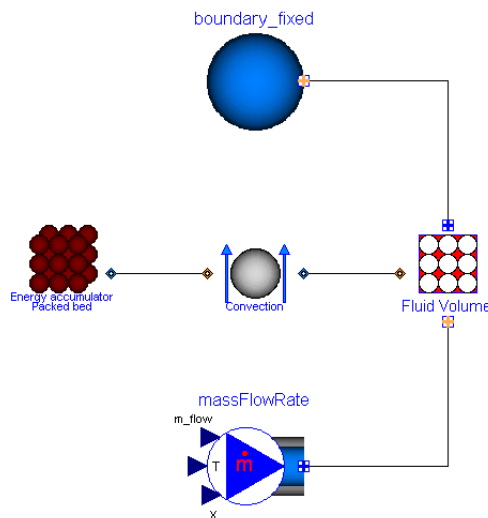 boundary_fixed
Energy accumulator
Packed bed
Convection
Fluid Volume
massFlowRate
m_flow
T
ṁ
X